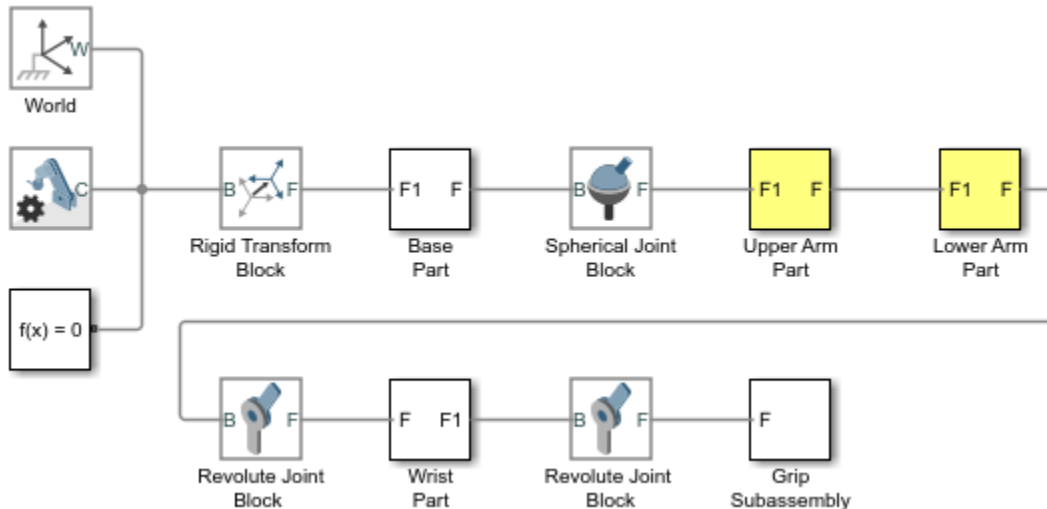 W
World
C
B F
F1 F
B F
F1 F
F1 F
Rigid Transform
Block
Base
Part
Spherical Joint
Block
Upper Arm
Part
Lower Arm
Part
f(x) = 0
B F
F F1
B F
F
Revolute Joint
Block
Wrist
Part
Revolute Joint
Block
Grip
Subassembly